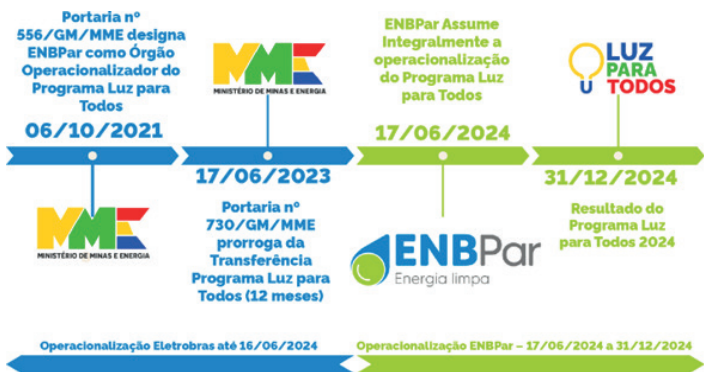 Portaria nº
556/GM/MME designa
ENBPar como Órgão
Operacionalizador do
Programa Luz para
Todos
06/10/2021
MME
MINISTÉRIO DE MINAS E ENERGIA
ENBPar Assume
Integralmente a
operacionalização
do Programa Luz
para Todos
17/06/2024
LUZ
PARA
TODOS
MME
MINISTÉRIO DE MINAS E ENERGIA
17/06/2023
Portaria nº
730/GM/MME
prorroga da
Transferência
Programa Luz para
Todos (12 meses)
ENBPar
Energia limpa
31/12/2024
Resultado do
Programa Luz
para Todos 2024
Operacionalização Eletrobras até 16/06/2024
Operacionalização ENBPar – 17/06/2024 a 31/12/2024